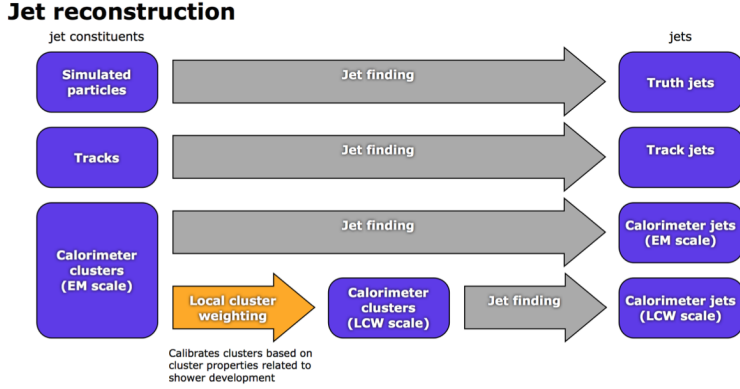 Jet reconstruction
jet constituents
jets
Simulated
particles
Jet finding
Truth jets
Tracks
Jet finding
Track jets
Calorimeter
clusters
(EM scale)
Jet finding
Calorimeter jets
(EM scale)
Local cluster
weighting
Calorimeter
clusters
(LCW scale)
Jet finding
Calorimeter jets
(LCW scale)
Calibrates clusters based on
cluster properties related to
shower development